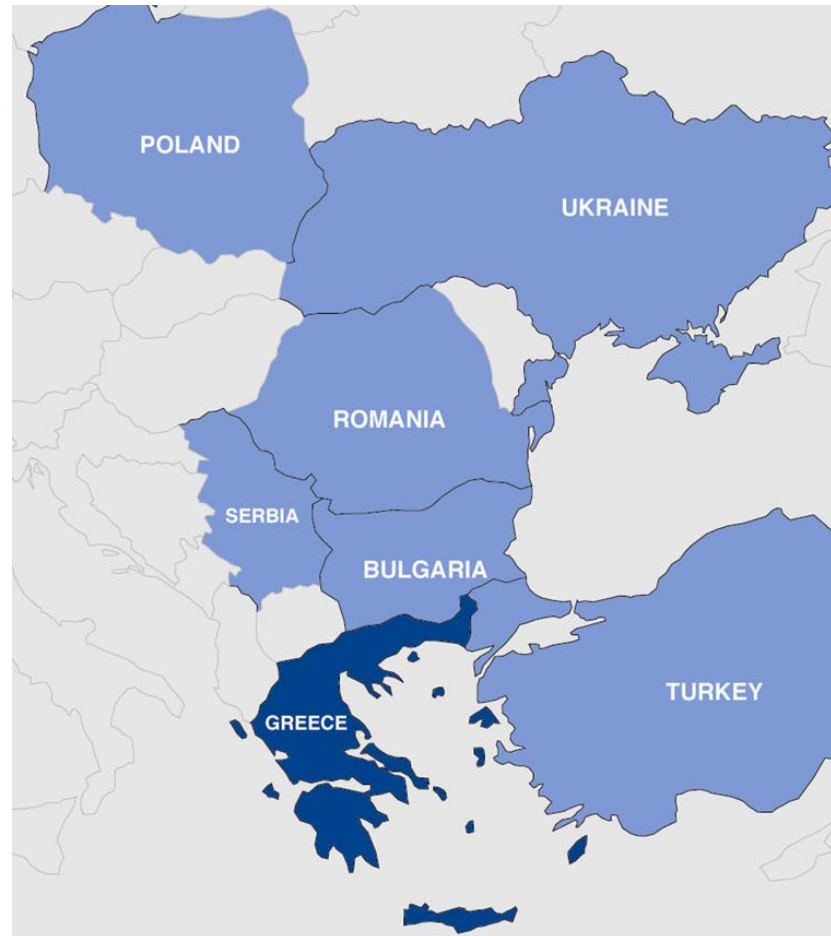 POLAND
UKRAINE
ROMANIA
SERBIA
BULGARIA
TURKEY
GREECE